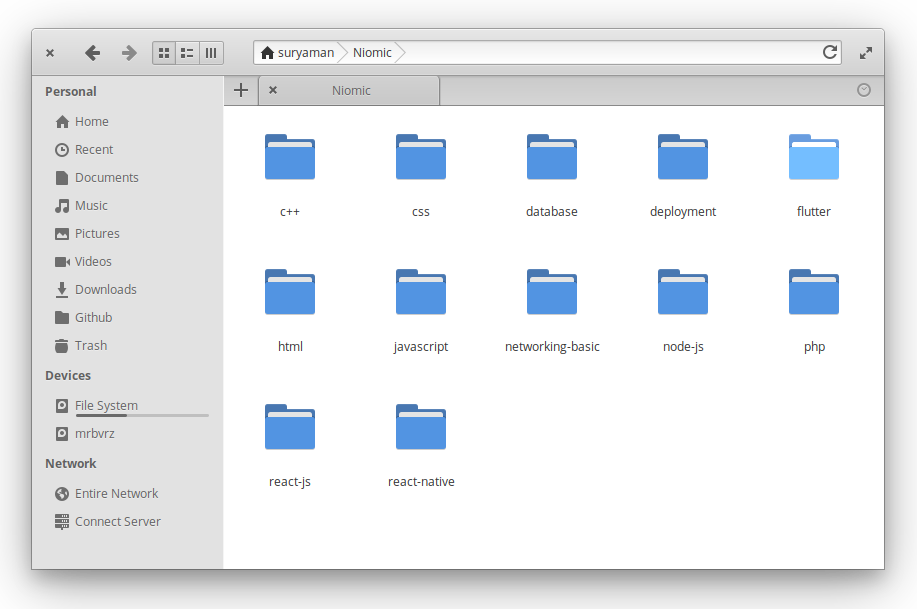 suryaman Niomic
Niomic
Personal
Home
Recent
Documents
Music
Pictures
Videos
Downloads
Github
Trash
Devices
File System
mrbvrz
Network
Entire Network
Connect Server
c++ css database deployment flutter
html javascript networking-basic node-js php
react-js react-native